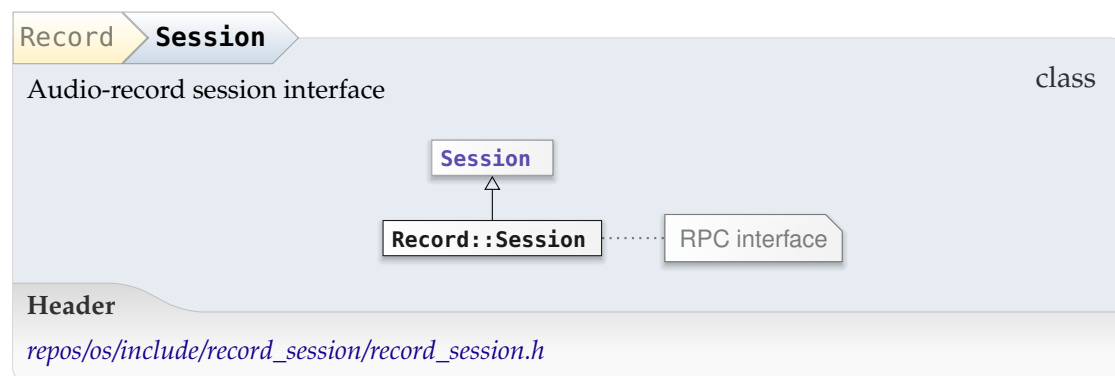 Record Session
Audio-record session interface
class
Session
Record::Session
RPC interface
Header
repos/os/include/record_session/record_session.h